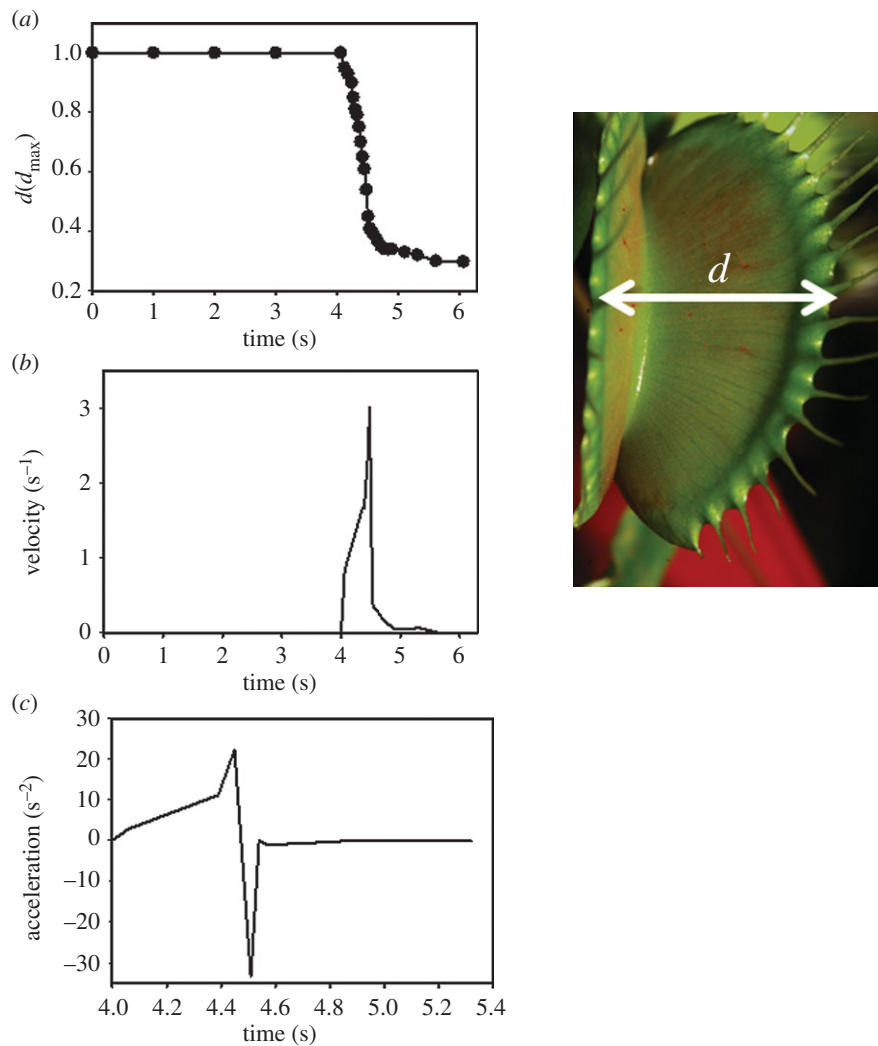 (a)
1.0
0.8
0.6
0.4
0.2
d(dmax)
0 1 2 3 4 5 6
time (s)
d
(b)
3
2
1
0
velocity (s–1)
0 1 2 3 4 5 6
time (s)
(c)
30
20
10
0
–10
–20
–30
acceleration (s–2)
4.0 4.2 4.4 4.6 4.8 5.0 5.2 5.4
time (s)